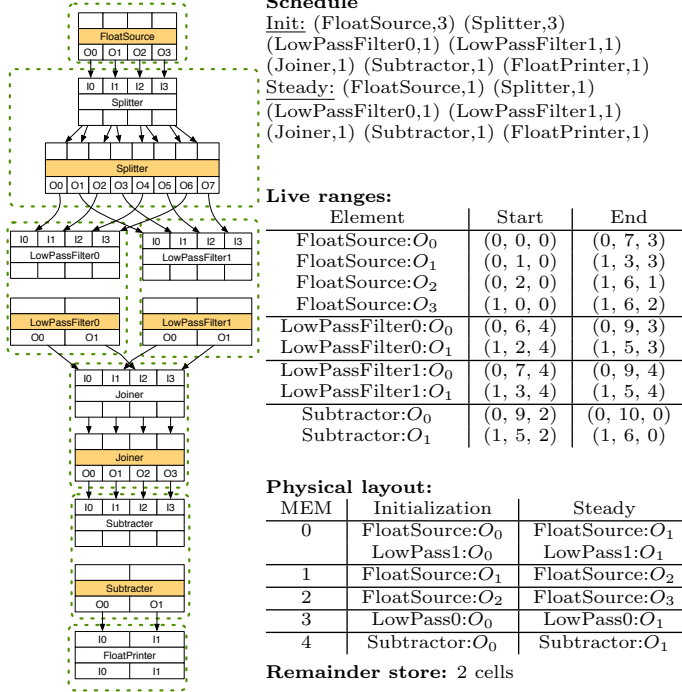 FloatSource
O0 O1 O2 O3
I0 I1 I2 I3
Splitter
Splitter
O0 O1 O2 O3 O4 O5 O6 O7
I0 I1 I2 I3
LowPassFilter0
I0 I1 I2 I3
LowPassFilter1
LowPassFilter0
O0 O1
LowPassFilter1
O0 O1
I0 I1 I2 I3
Joiner
Joiner
O0 O1 O2 O3
I0 I1 I2 I3
Subtracter
Subtracter
O0 O1
I0 I1
FloatPrinter
I0 I1
Schedule
Init: (FloatSource,3) (Splitter,3)
(LowPassFilter0,1) (LowPassFilter1,1)
(Joiner,1) (Subtractor,1) (FloatPrinter,1)
Steady: (FloatSource,1) (Splitter,1)
(LowPassFilter0,1) (LowPassFilter1,1)
(Joiner,1) (Subtractor,1) (FloatPrinter,1)
Live ranges:
Element Start End
FloatSource:O₀ (0, 0, 0) (0, 7, 3)
FloatSource:O₁ (0, 1, 0) (1, 3, 3)
FloatSource:O₂ (0, 2, 0) (1, 6, 1)
FloatSource:O₃ (1, 0, 0) (1, 6, 2)
LowPassFilter0:O₀ (0, 6, 4) (0, 9, 3)
LowPassFilter0:O₁ (1, 2, 4) (1, 5, 3)
LowPassFilter1:O₀ (0, 7, 4) (0, 9, 4)
LowPassFilter1:O₁ (1, 3, 4) (1, 5, 4)
Subtractor:O₀ (0, 9, 2) (0, 10, 0)
Subtractor:O₁ (1, 5, 2) (1, 6, 0)
Physical layout:
MEM Initialization Steady
0 FloatSource:O₀ FloatSource:O₁
LowPass1:O₀ LowPass1:O₁
1 FloatSource:O₁ FloatSource:O₂
2 FloatSource:O₂ FloatSource:O₃
3 LowPass0:O₀ LowPass0:O₁
4 Subtractor:O₀ Subtractor:O₁
Remainder store: 2 cells